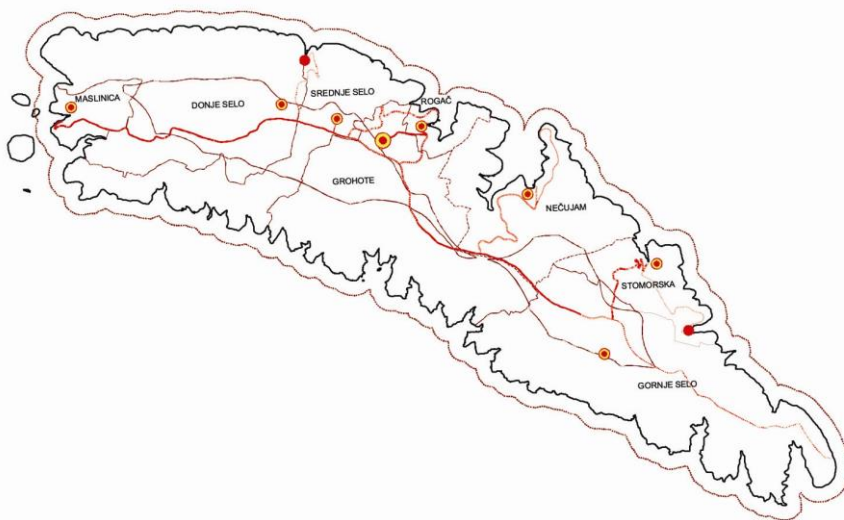 MASLINICA
DONJE SELO
SREDNJE SELO
ROGAČ
GROHOTE
NEČUJAM
STOMORSKA
GORNJE SELO